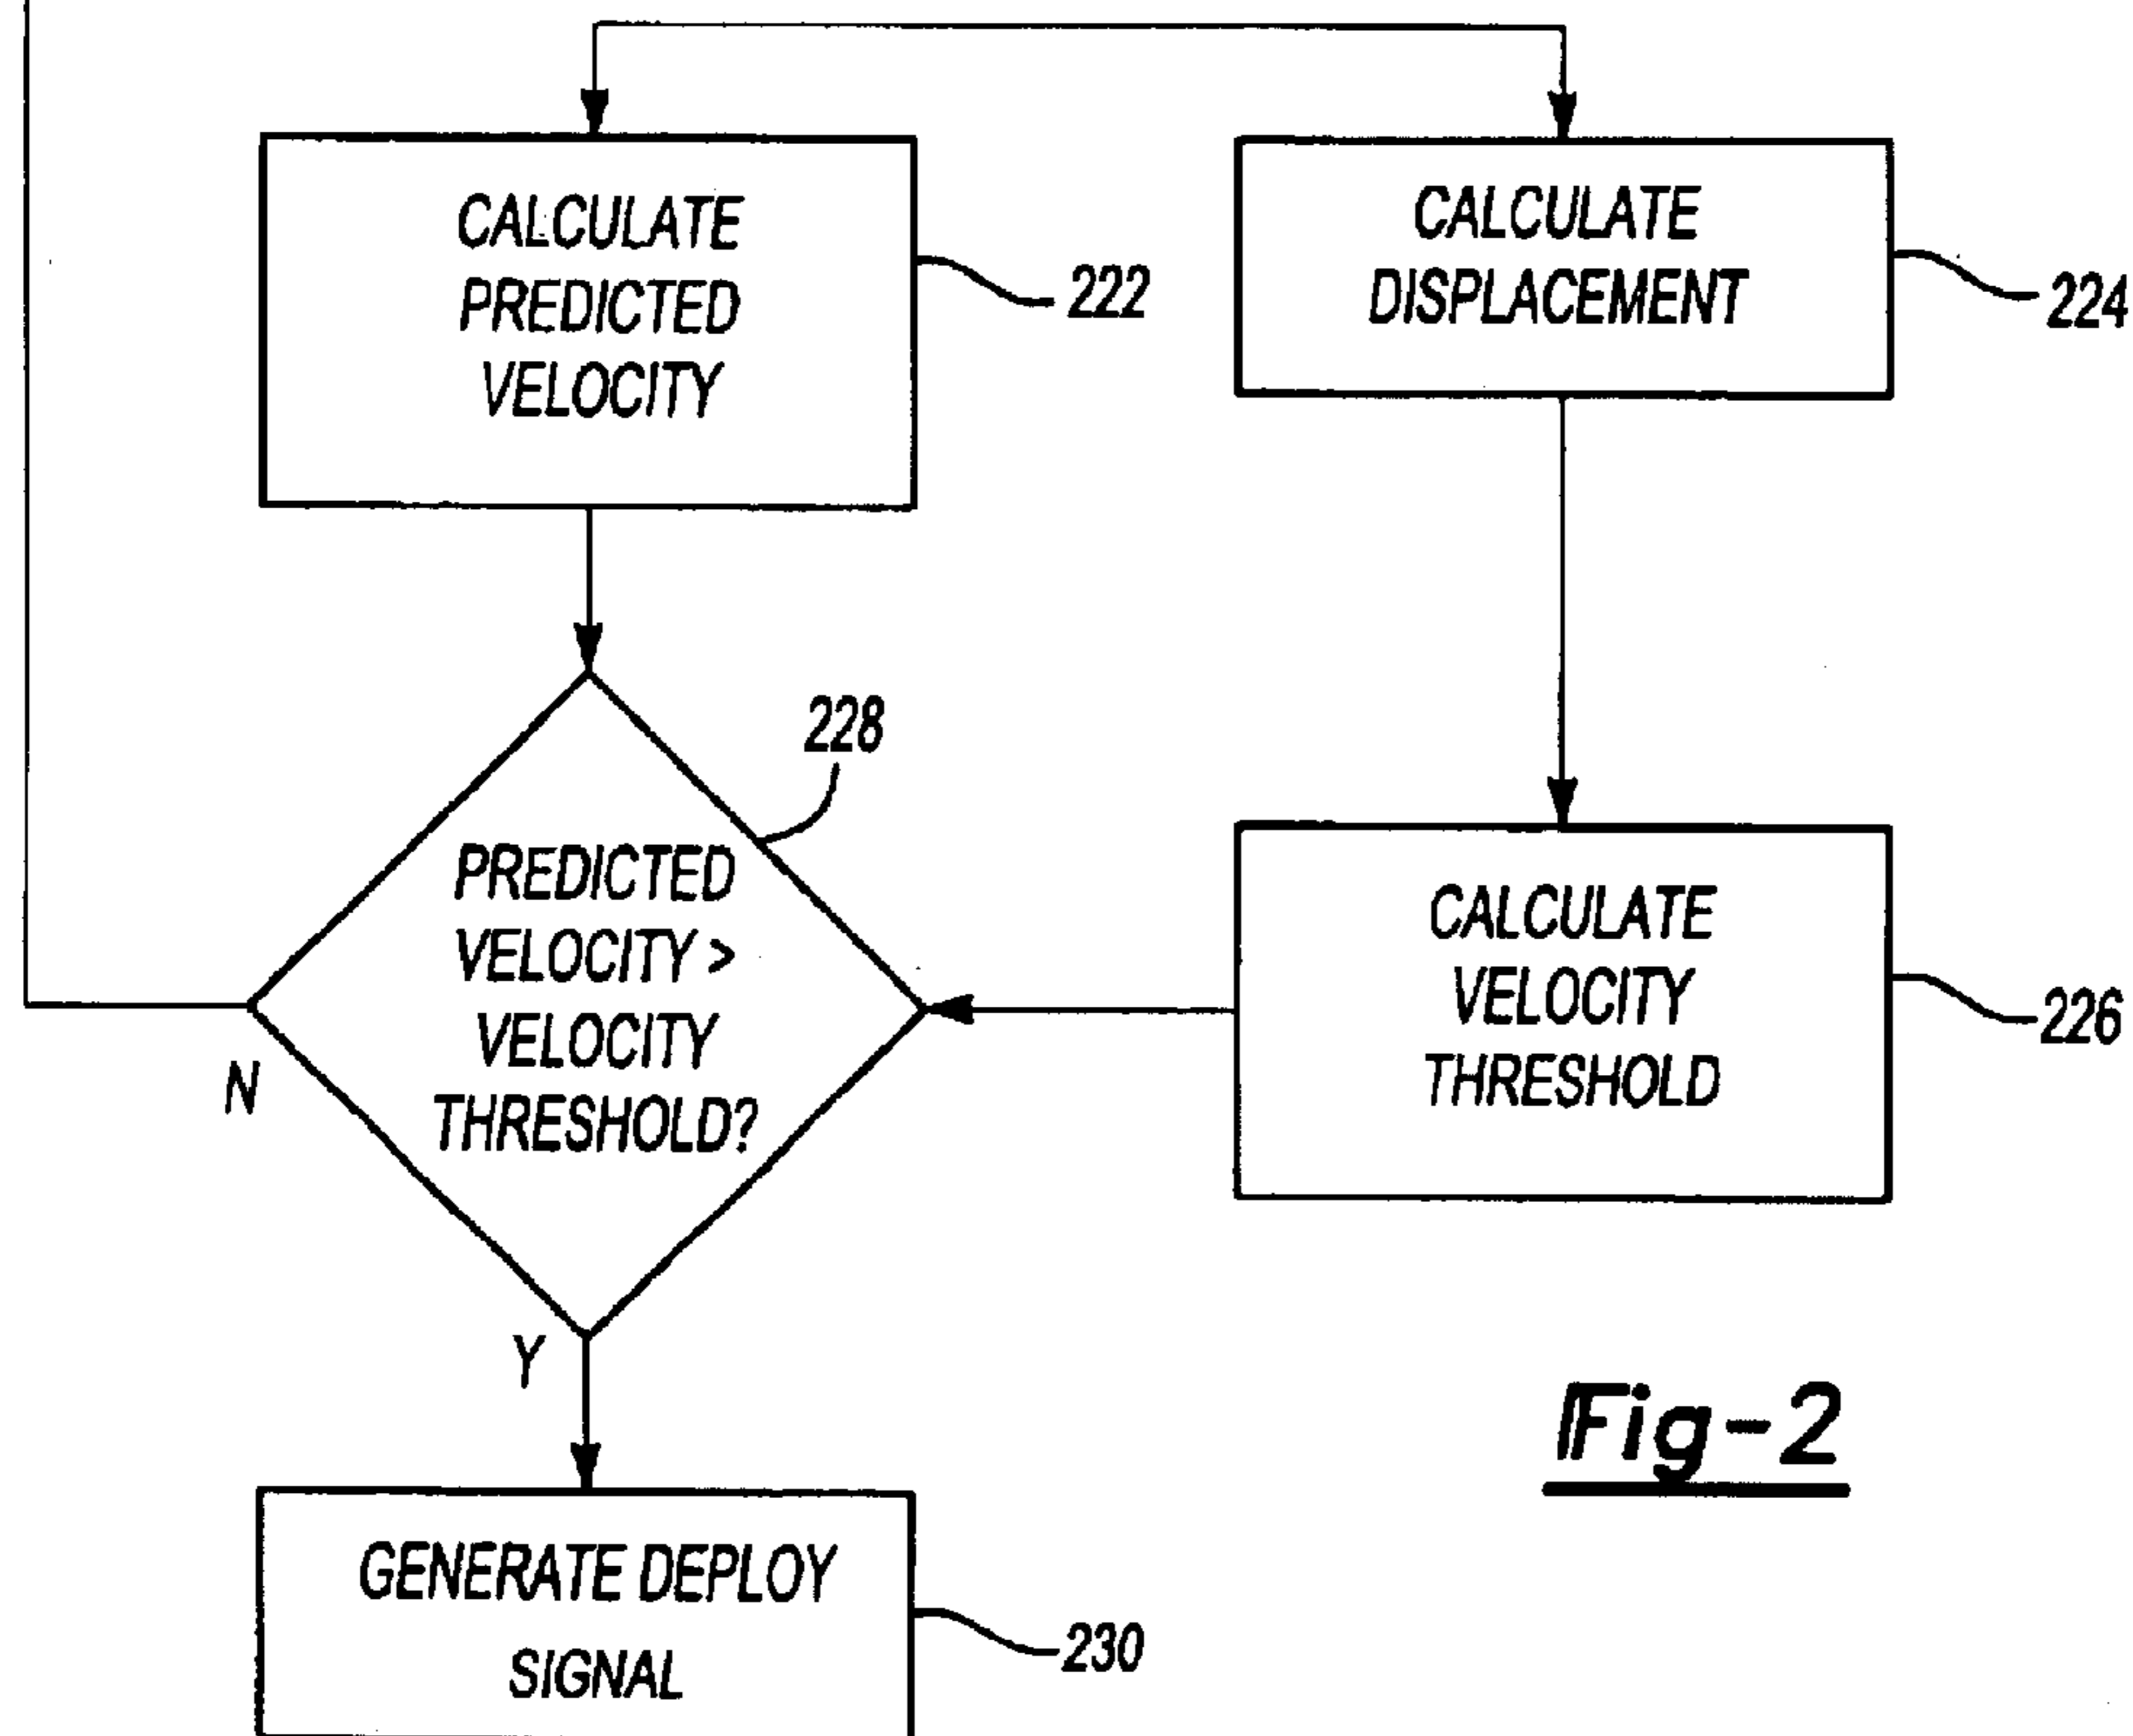 CALCULATE
PREDICTED
VELOCITY
222
CALCULATE
DISPLACEMENT
224
228
PREDICTED
VELOCITY >
VELOCITY
THRESHOLD?
N
Y
CALCULATE
VELOCITY
THRESHOLD
226
GENERATE DEPLOY
SIGNAL
230
Fig-2